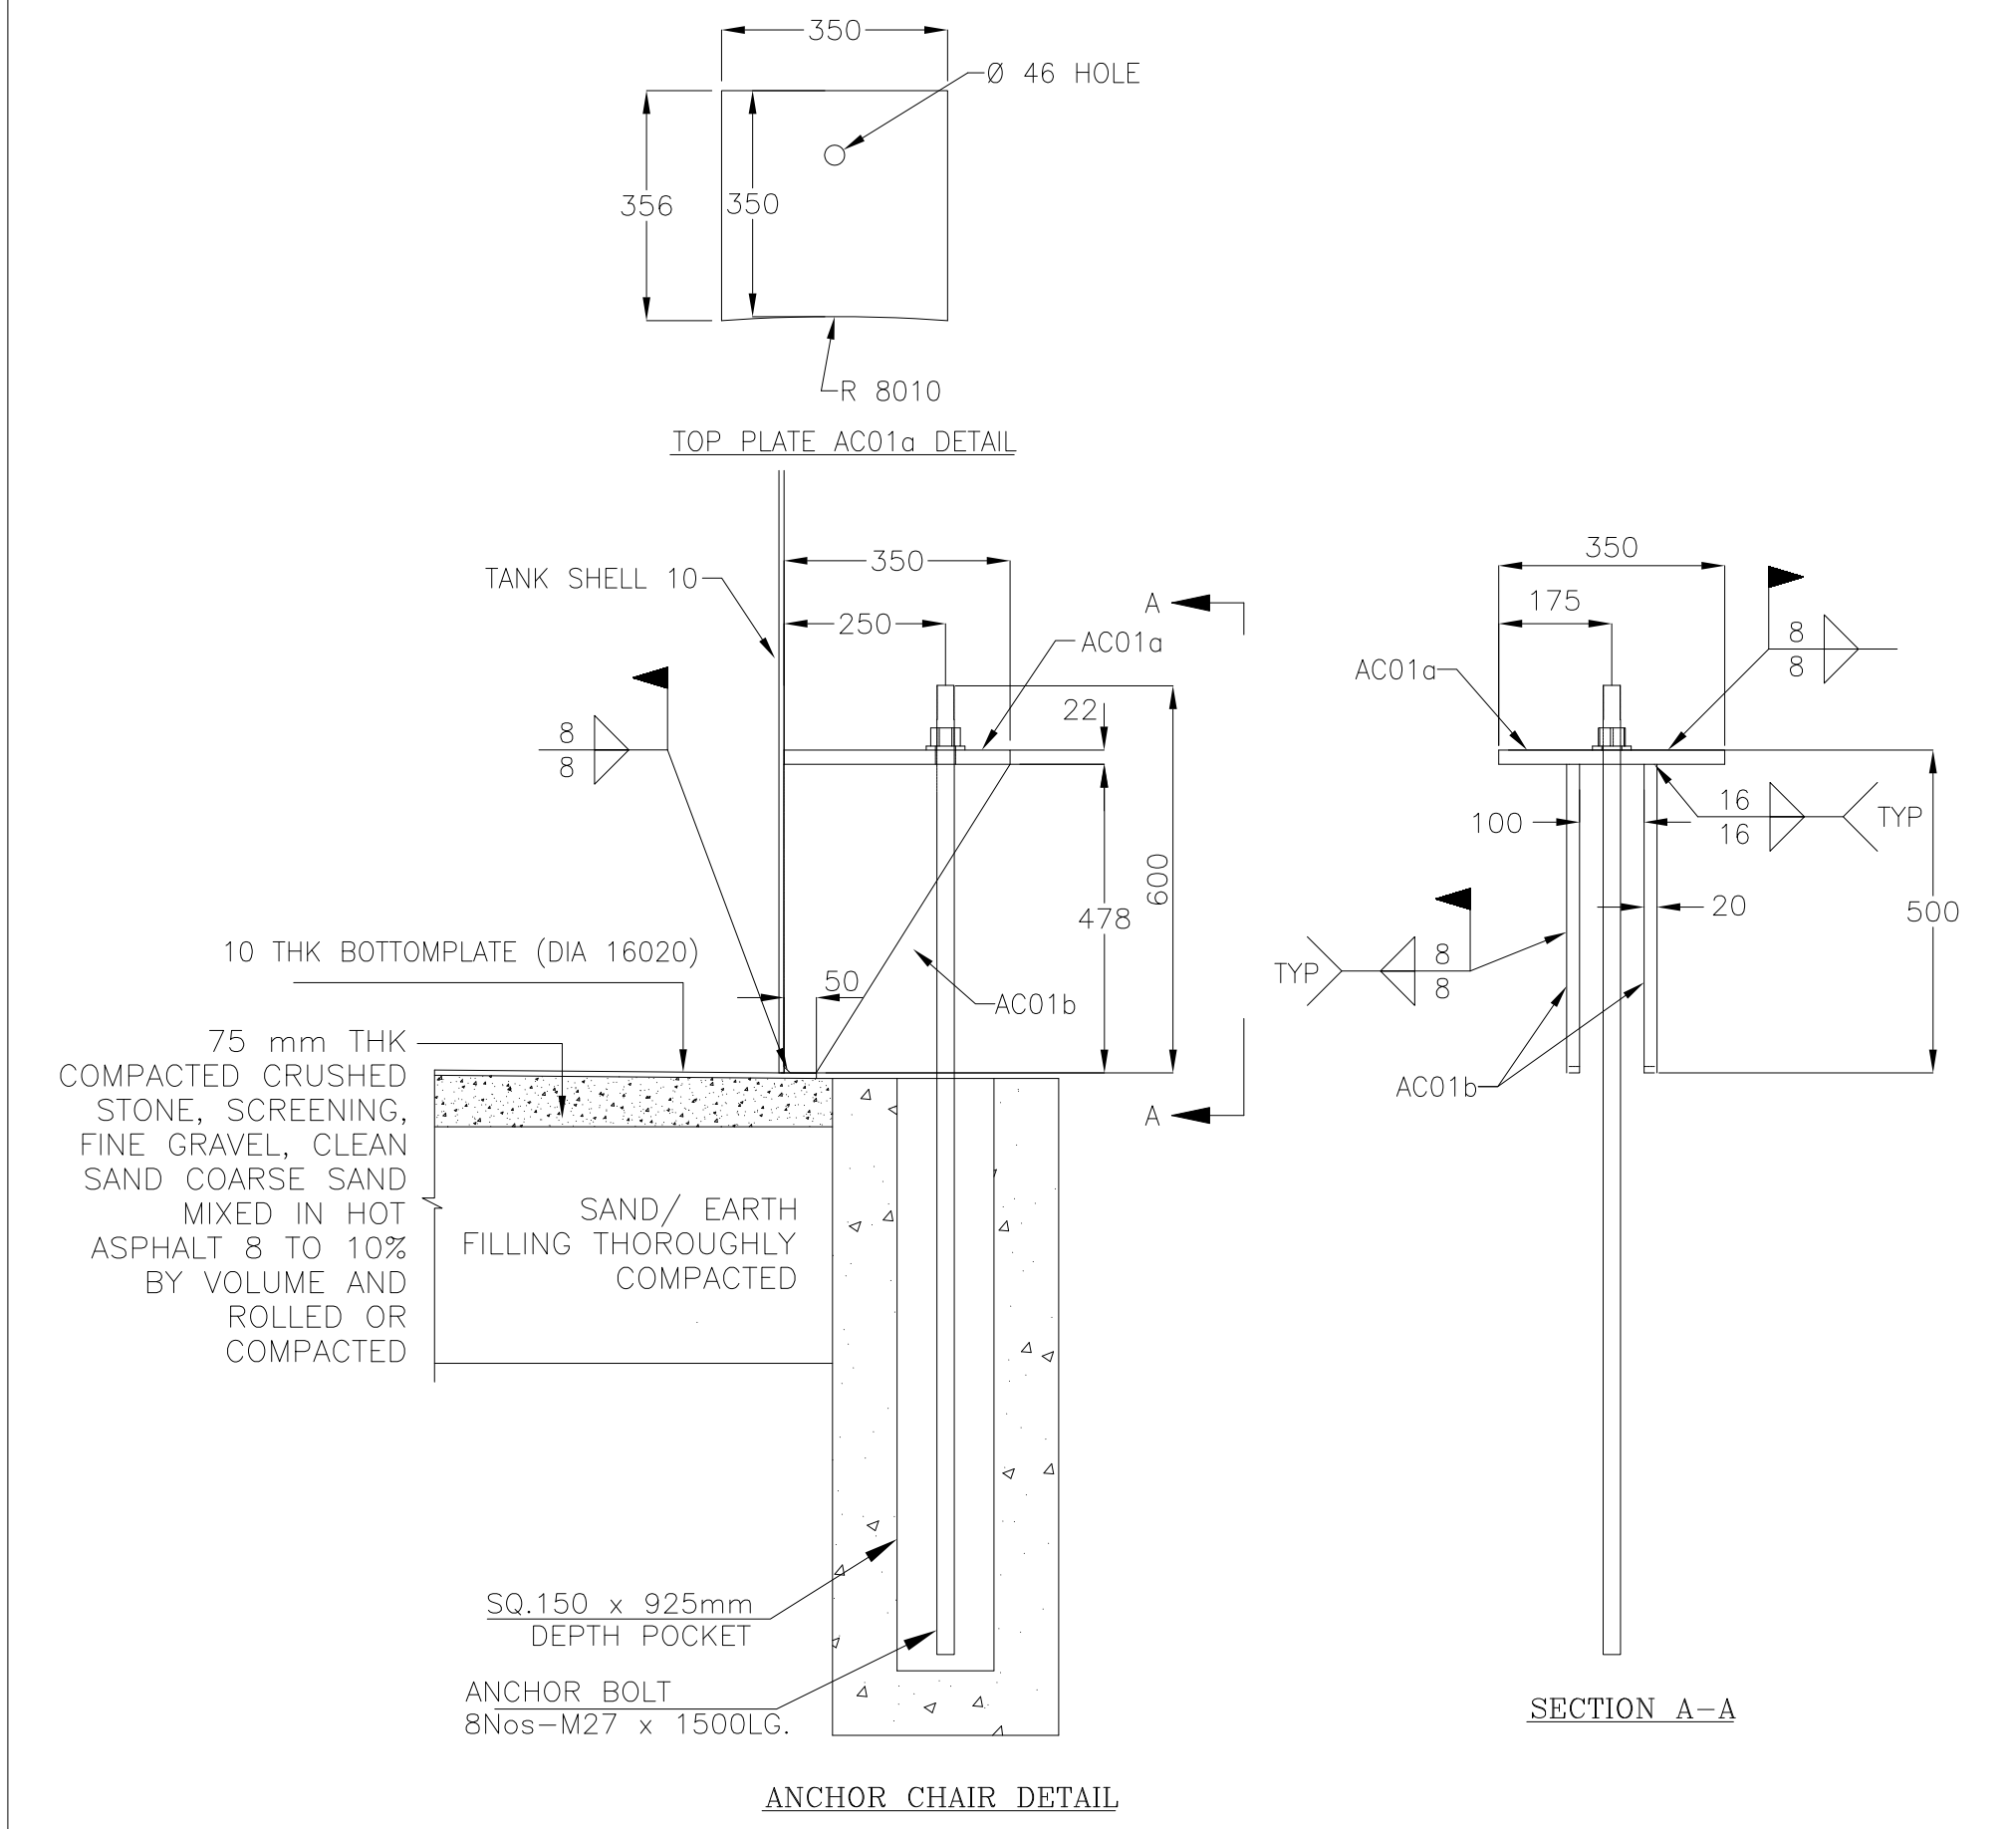 350
Ø 46 HOLE
356
350
R 8010
TOP PLATE AC01a DETAIL
350
TANK SHELL 10
250
A
AC01a
22
8
8
600
478
10 THK BOTTOMPLATE (DIA 16020)
50
AC01b
75 mm THK
COMPACTED CRUSHED
STONE, SCREENING,
FINE GRAVEL, CLEAN
SAND COARSE SAND
MIXED IN HOT
ASPHALT 8 TO 10%
BY VOLUME AND
ROLLED OR
COMPACTED
A
SAND/ EARTH
FILLING THOROUGHLY
COMPACTED
SQ.150 x 925mm
DEPTH POCKET
ANCHOR BOLT
8Nos-M27 x 1500LG.
ANCHOR CHAIR DETAIL
350
175
8
8
AC01a
16
16
TYP
100
20
500
TYP
8
8
AC01b
SECTION A-A